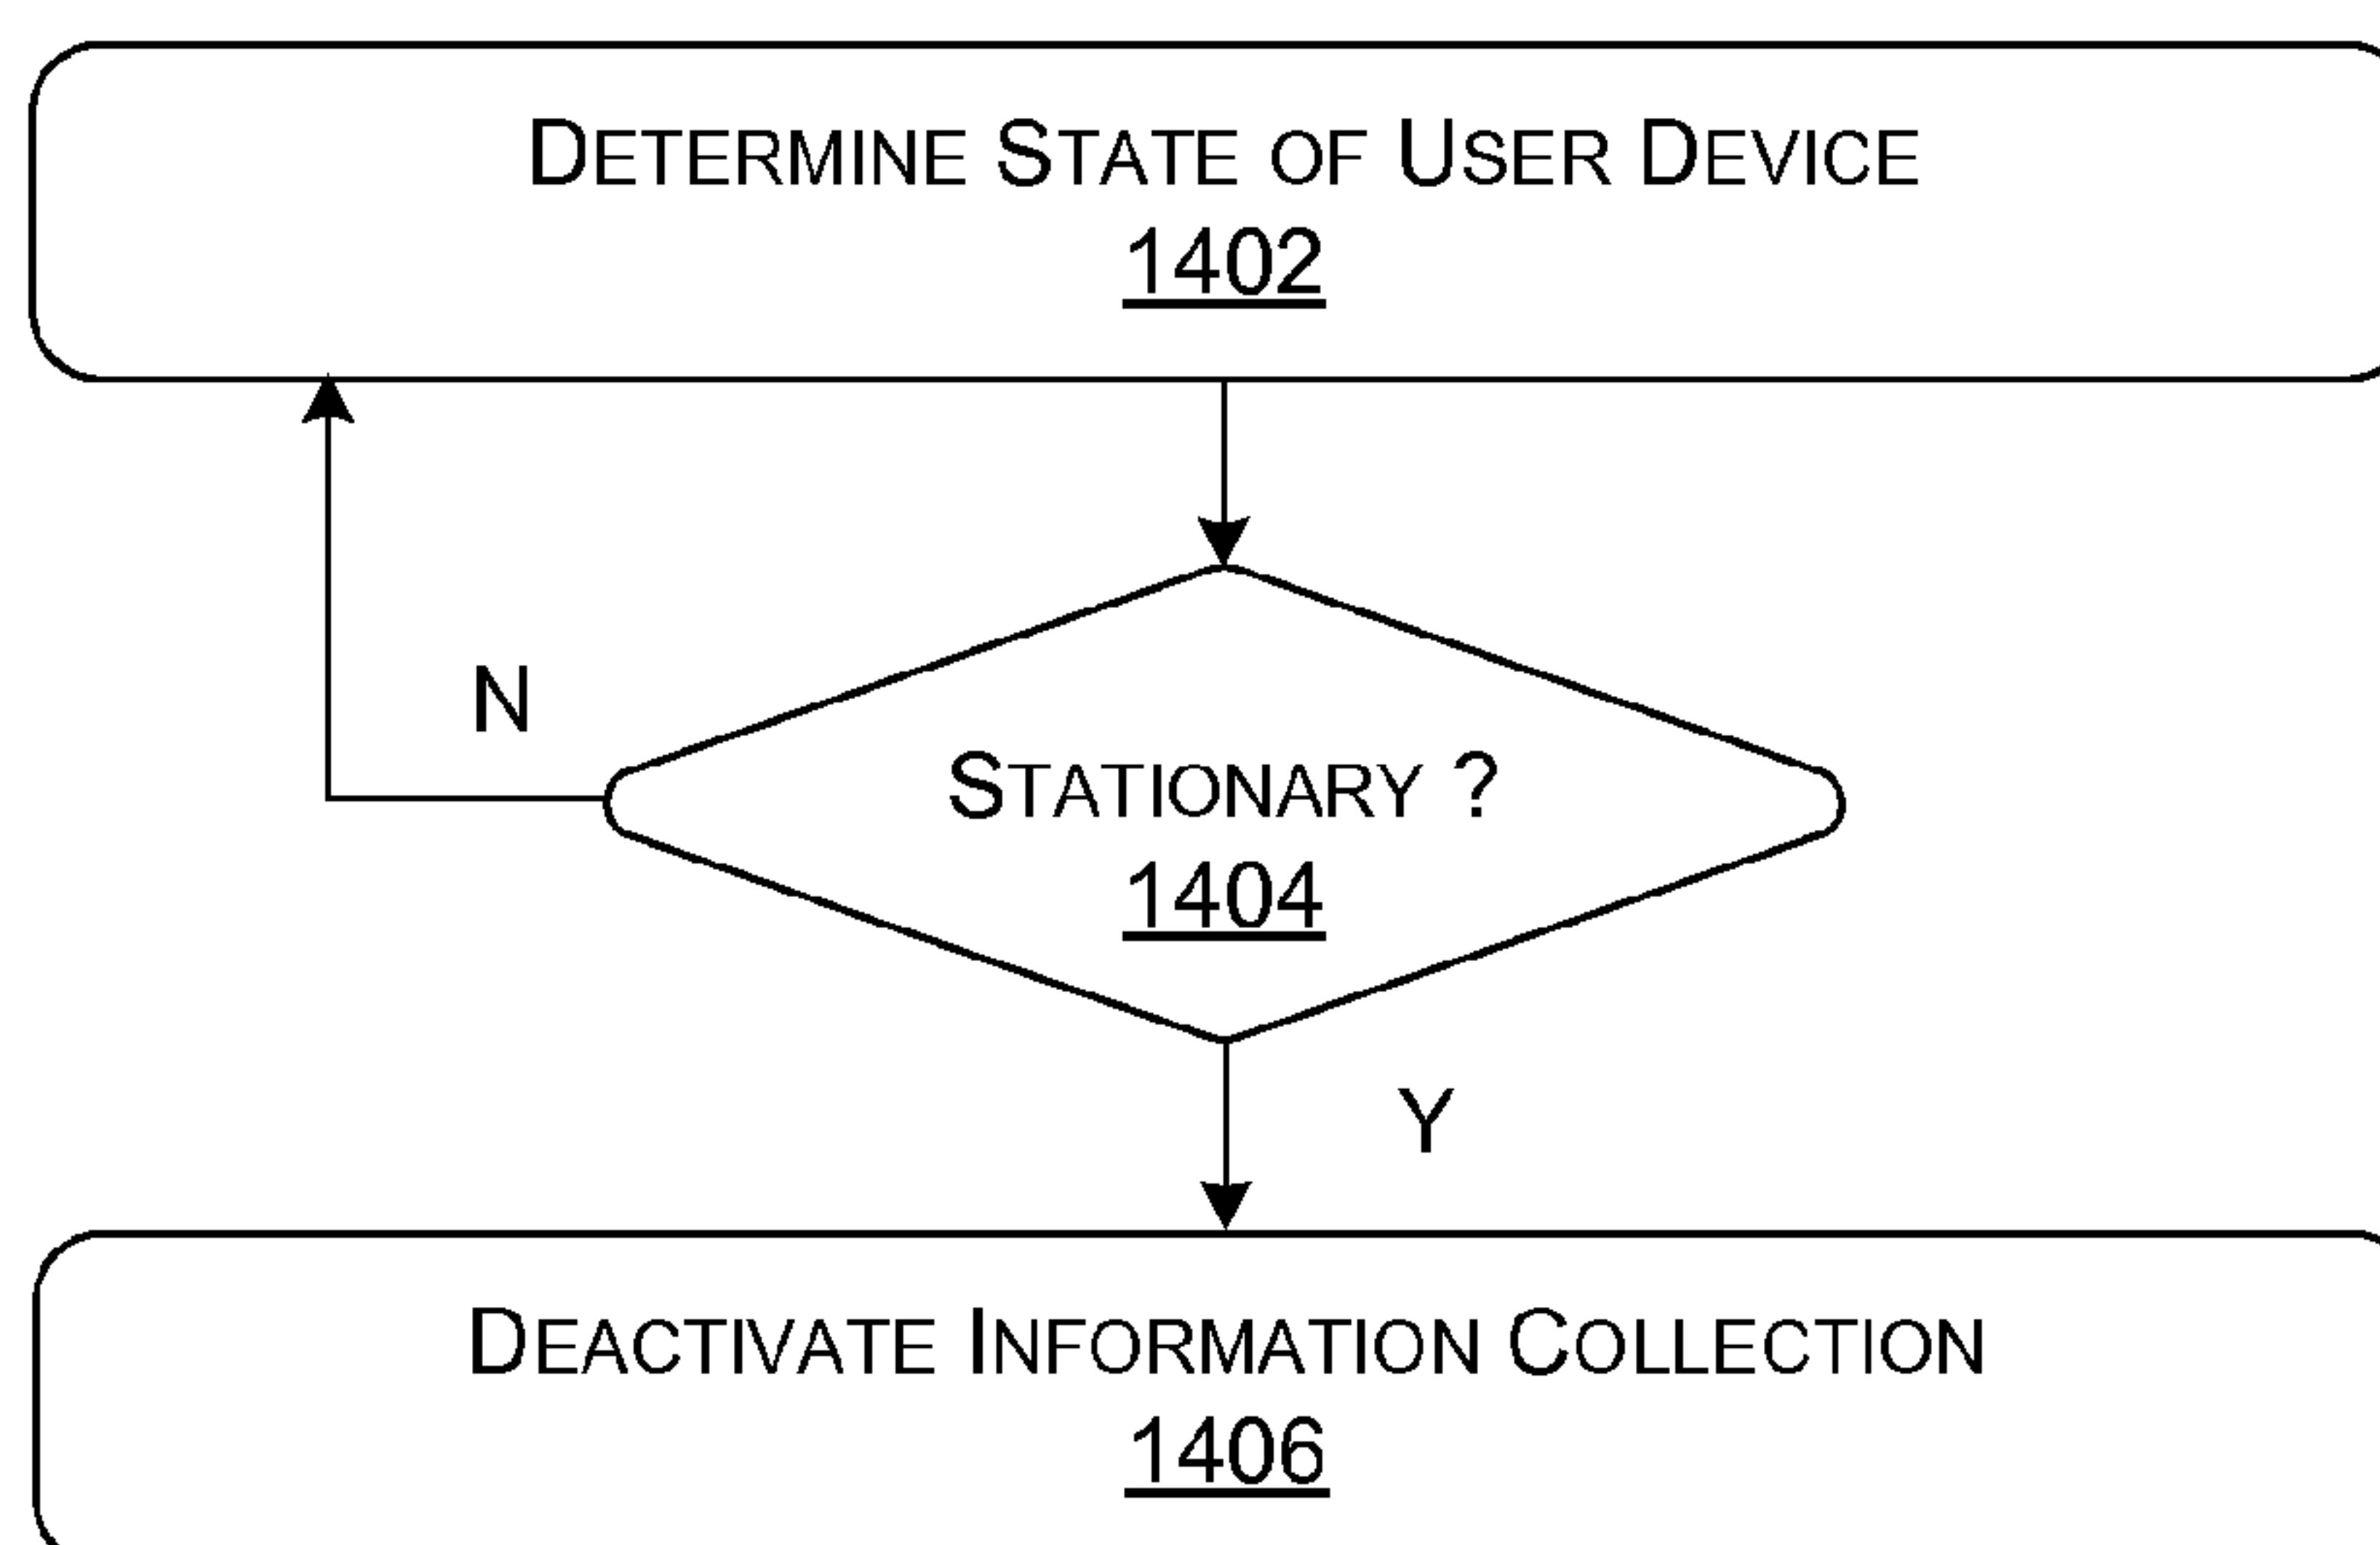 DETERMINE STATE OF USER DEVICE
1402
N
STATIONARY ?
1404
Y
DEACTIVATE INFORMATION COLLECTION
1406